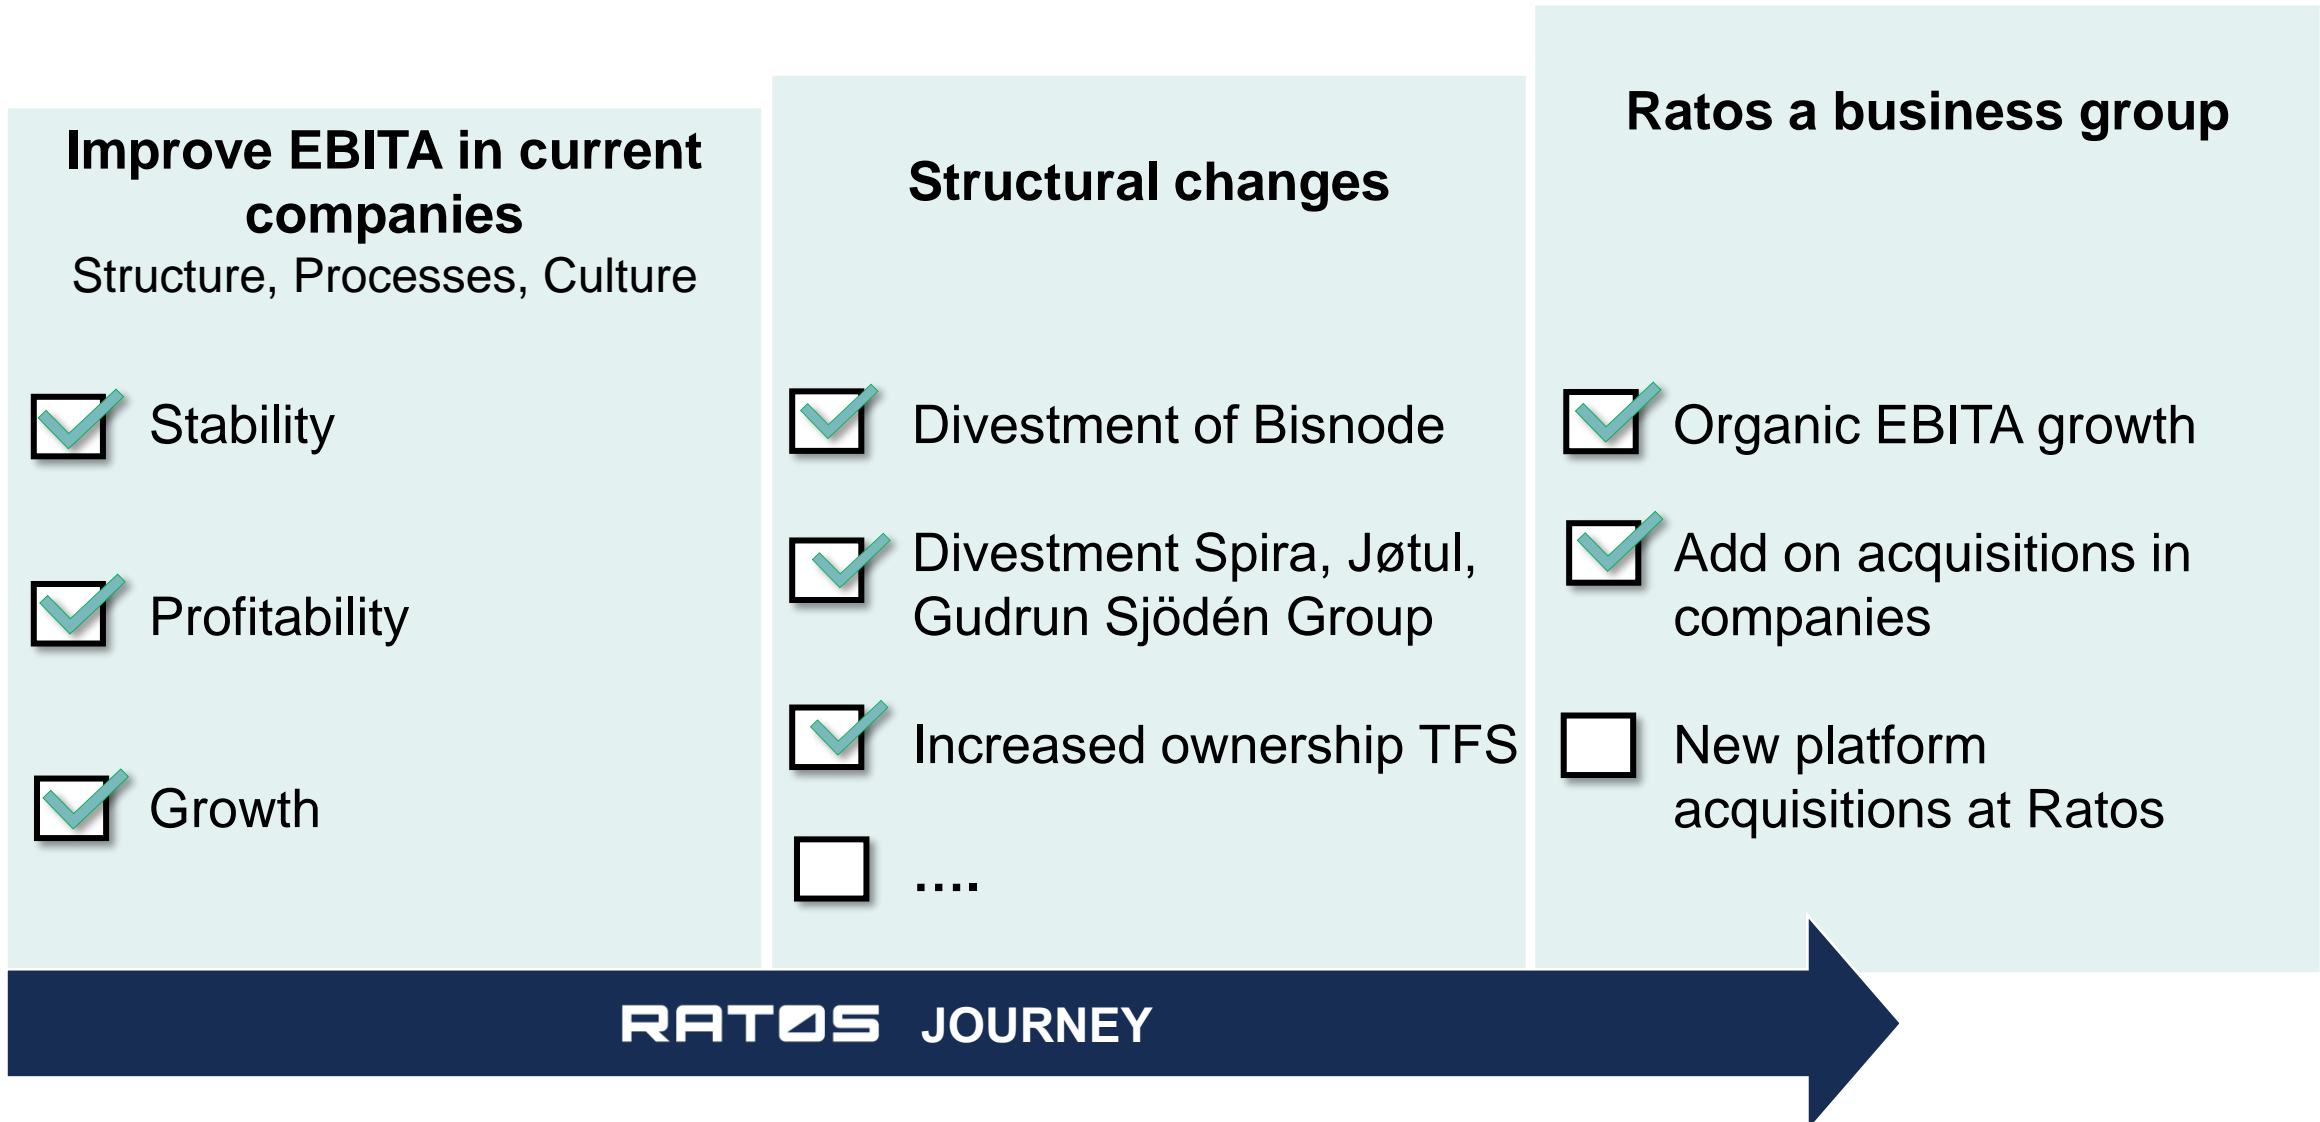 Improve EBITA in current
companies
Structure, Processes, Culture
Stability
Profitability
Growth
Structural changes
Divestment of Bisnode
Divestment Spira, Jøtul,
Gudrun Sjödén Group
Increased ownership TFS
....
Ratos a business group
Organic EBITA growth
Add on acquisitions in
companies
New platform
acquisitions at Ratos
RATOS JOURNEY